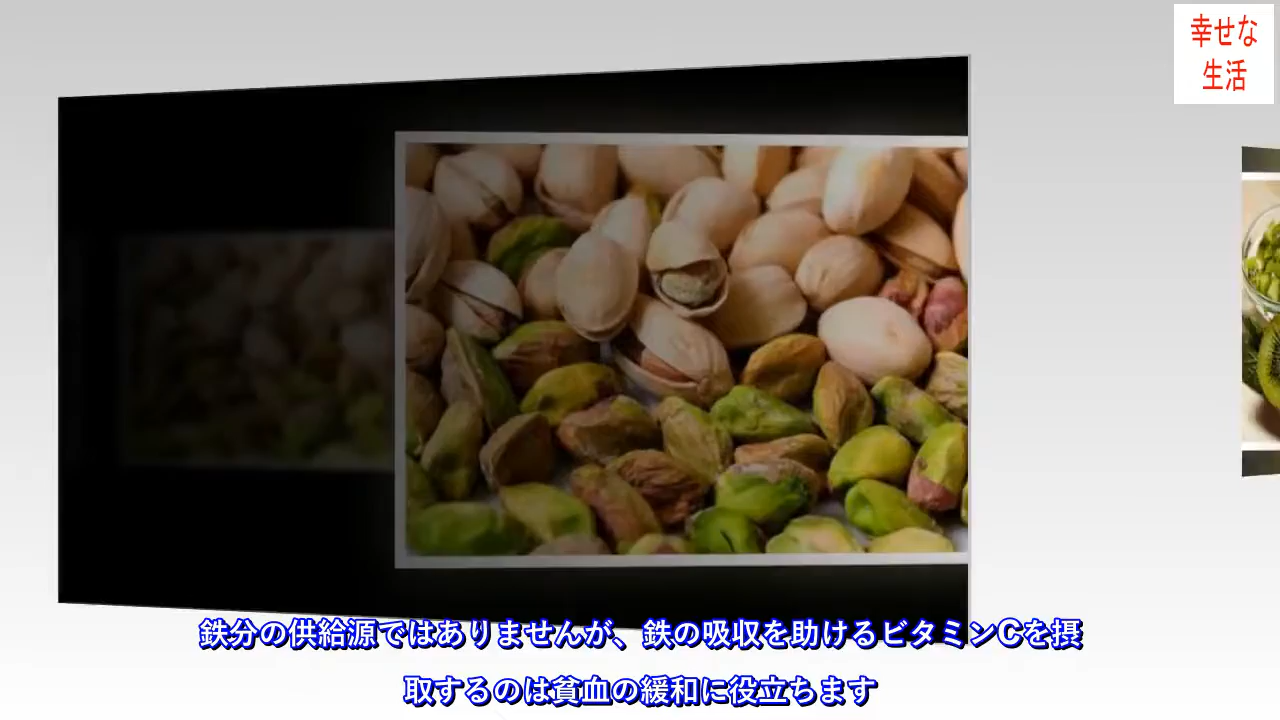 幸せな
生活
鉄分の供給源ではありませんが、鉄の吸収を助けるビタミンCを摂
取するのは貧血の緩和に役立ちます